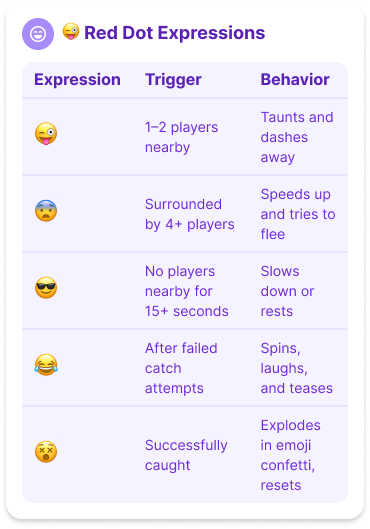 😜 Red Dot Expressions
Expression Trigger Behavior
😜 1–2 players nearby Taunts and dashes away
😨 Surrounded by 4+ players Speeds up and tries to flee
😎 No players nearby for 15+ seconds Slows down or rests
😂 After failed catch attempts Spins, laughs, and teases
😵 Successfully caught Explodes in emoji confetti, resets